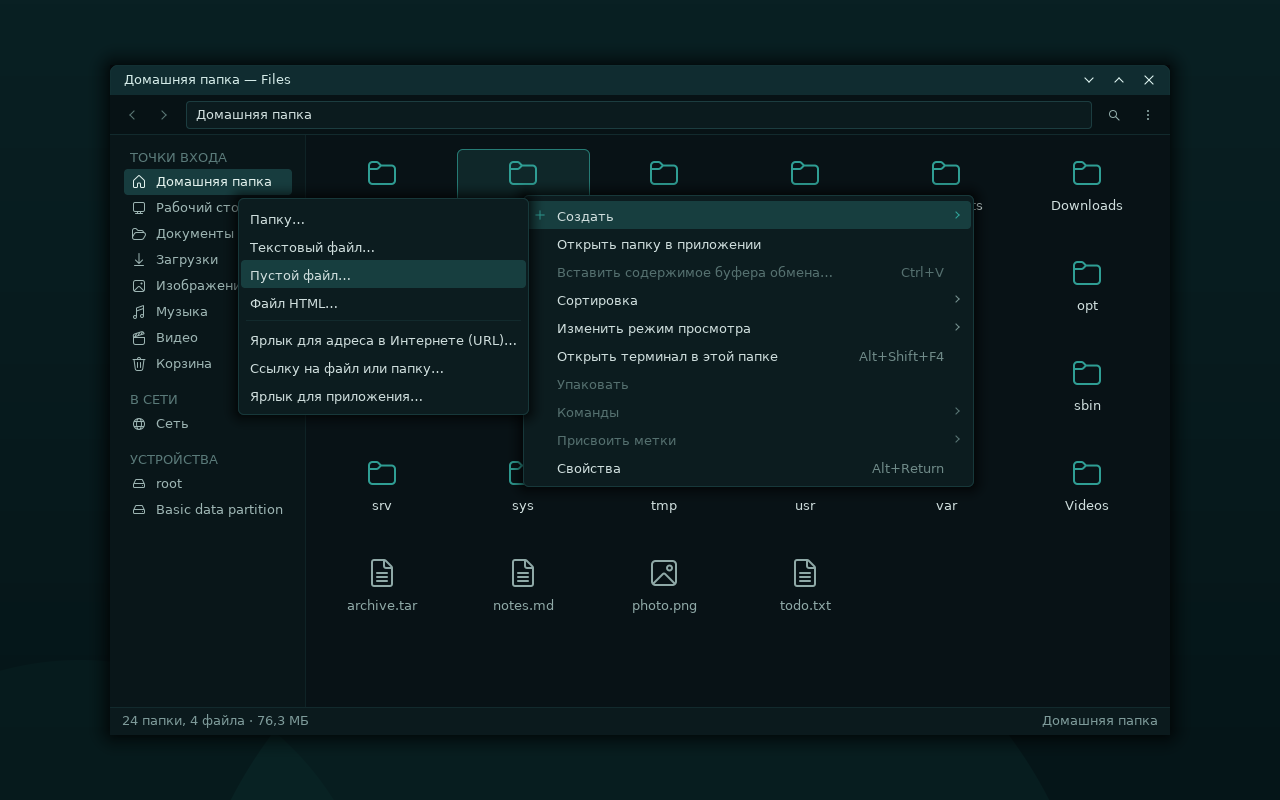 Домашняя папка — Files
Домашняя папка
ТОЧКИ ВХОДА
Домашняя папка
Рабочий сто
Документы
Загрузки
Изображени
Музыка
Видео
Корзина
В СЕТИ
Сеть
УСТРОЙСТВА
root
Basic data partition
Папку…
Текстовый файл…
Пустой файл…
Файл HTML…
Ярлык для адреса в Интернете (URL)…
Ссылку на файл или папку…
Ярлык для приложения…
Создать
Открыть папку в приложении
Вставить содержимое буфера обмена… Ctrl+V
Сортировка
Изменить режим просмотра
Открыть терминал в этой папке Alt+Shift+F4
Упаковать
Команды
Присвоить метки
Свойства Alt+Return
Downloads
opt
sbin
srv sys tmp usr var Videos
archive.tar notes.md photo.png todo.txt
24 папки, 4 файла · 76,3 МБ
Домашняя папка